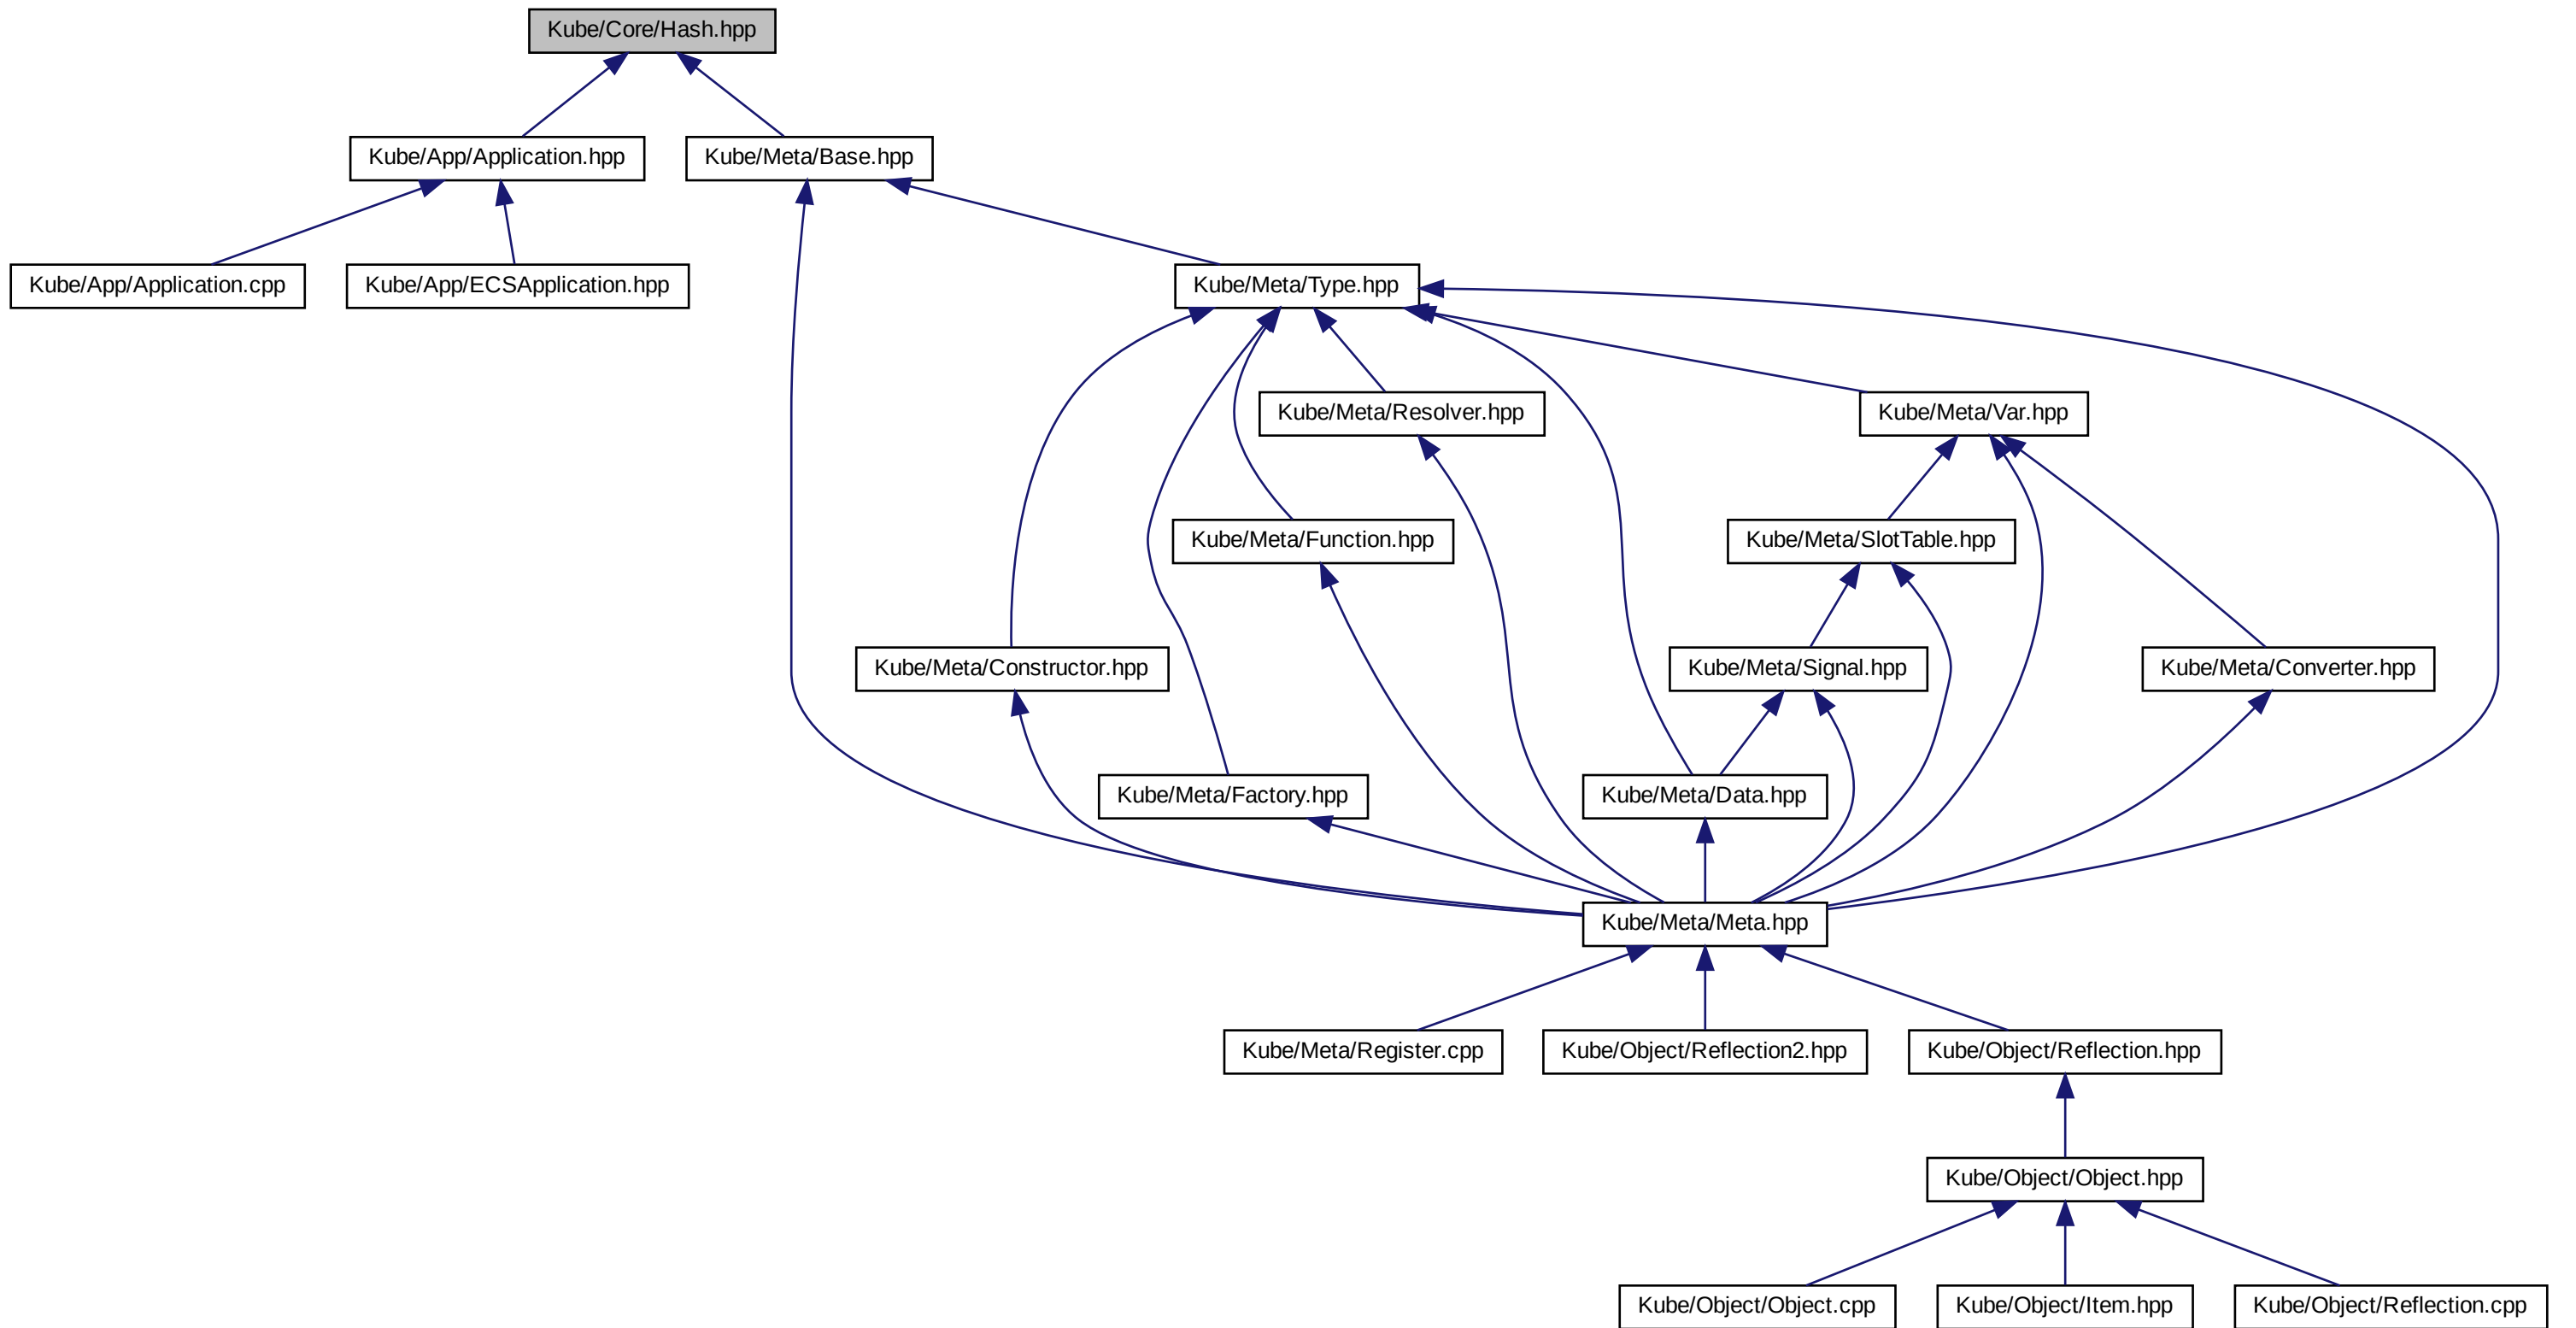 Kube/Core/Hash.hpp
Kube/App/Application.hpp
Kube/Meta/Base.hpp
Kube/App/Application.cpp
Kube/App/ECSApplication.hpp
Kube/Meta/Type.hpp
Kube/Meta/Resolver.hpp
Kube/Meta/Var.hpp
Kube/Meta/Function.hpp
Kube/Meta/SlotTable.hpp
Kube/Meta/Constructor.hpp
Kube/Meta/Signal.hpp
Kube/Meta/Converter.hpp
Kube/Meta/Factory.hpp
Kube/Meta/Data.hpp
Kube/Meta/Meta.hpp
Kube/Meta/Register.cpp
Kube/Object/Reflection2.hpp
Kube/Object/Reflection.hpp
Kube/Object/Object.hpp
Kube/Object/Object.cpp
Kube/Object/Item.hpp
Kube/Object/Reflection.cpp